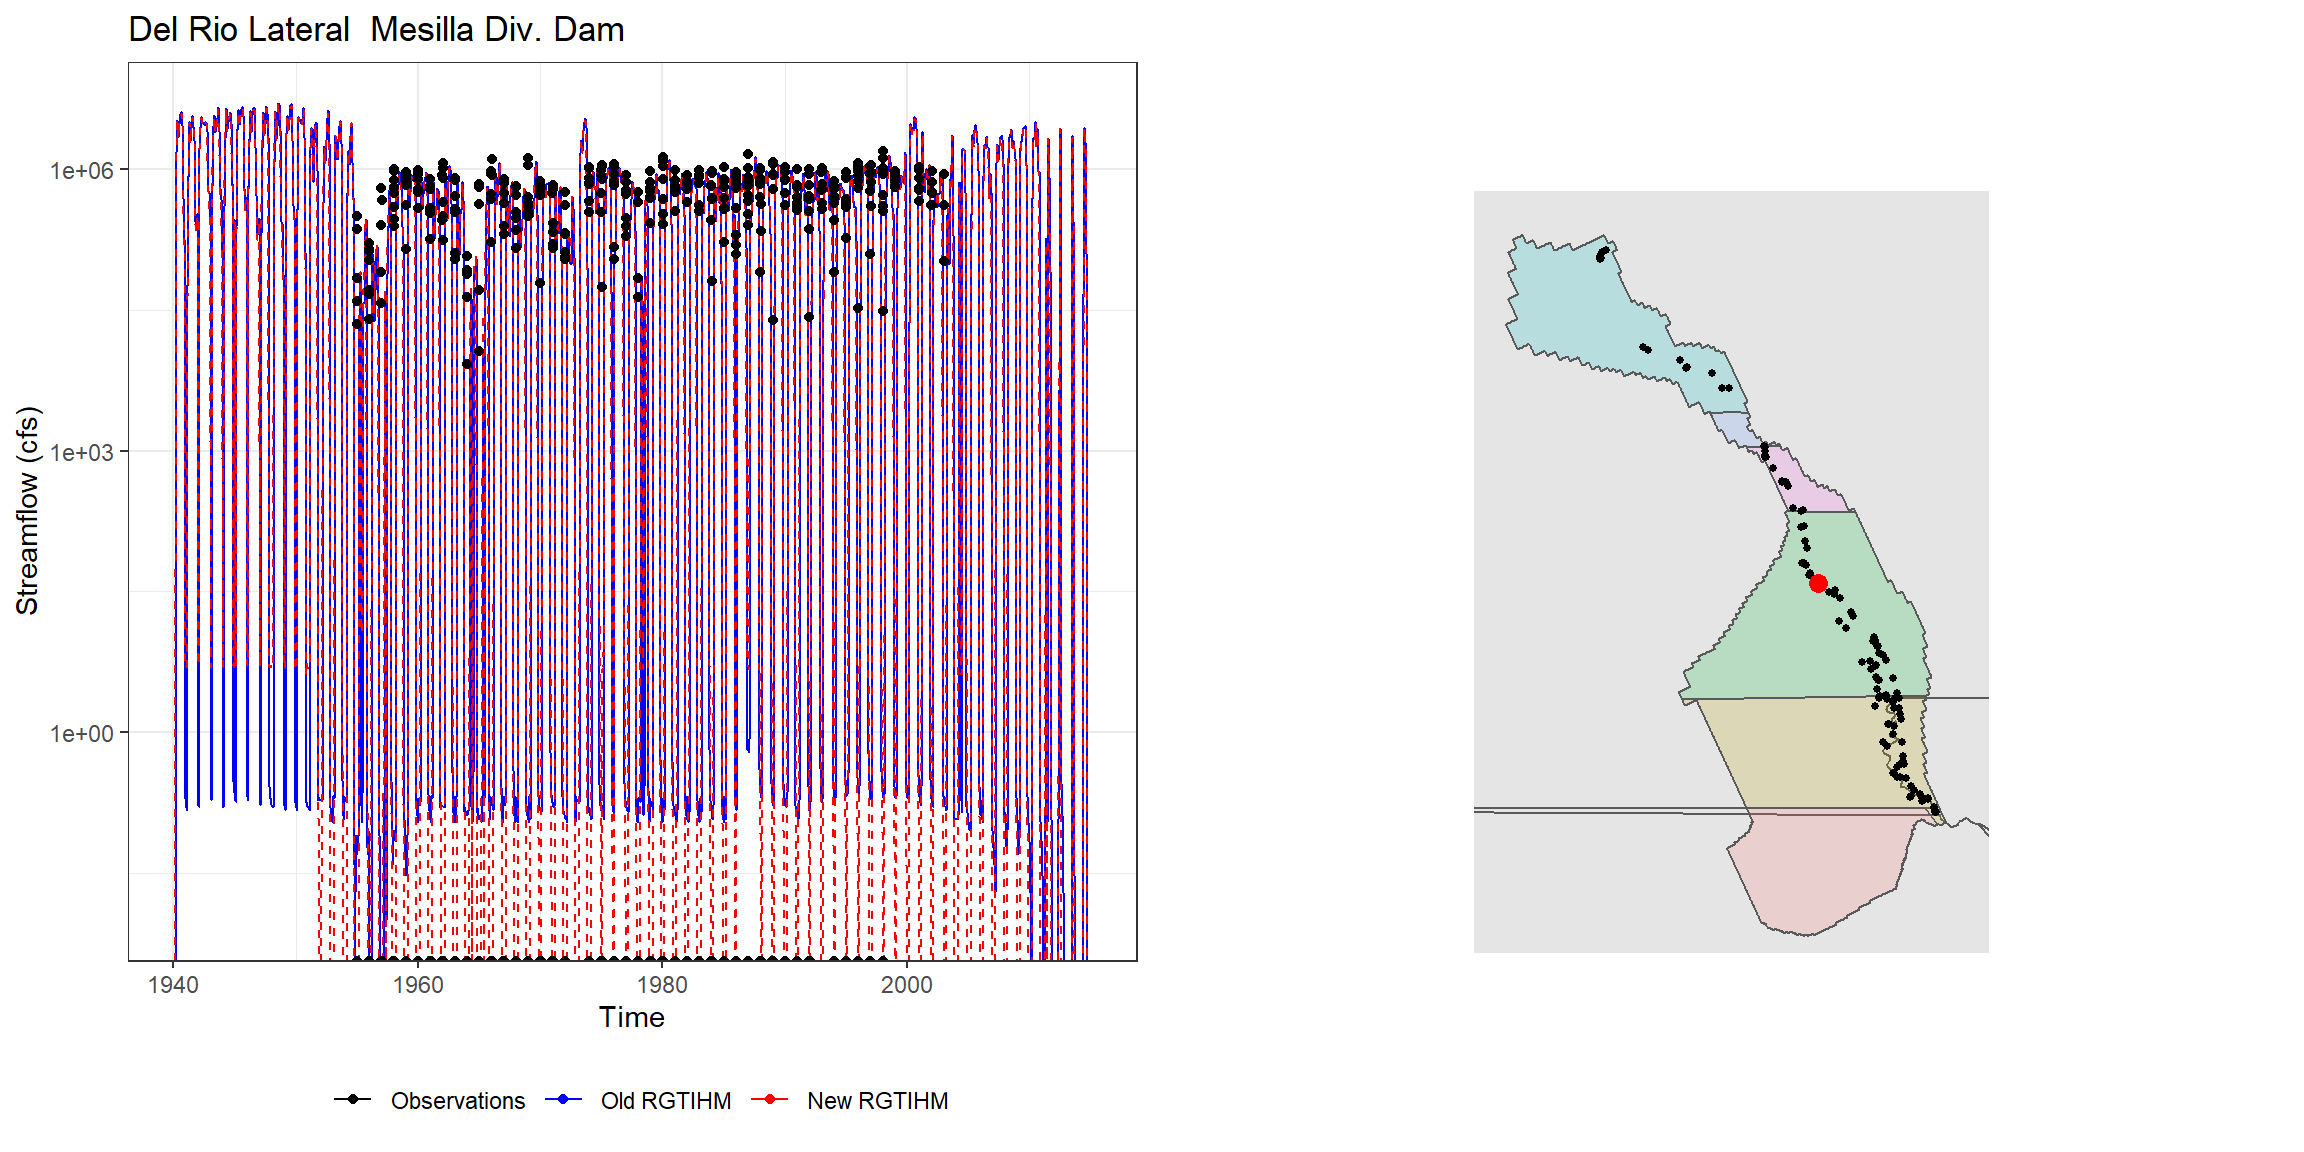 Del Rio Lateral  Mesilla Div. Dam
Streamflow (cfs)
1e+06
1e+03
1e+00
1940
1960
1980
2000
Time
Observations
Old RGTIHM
New RGTIHM